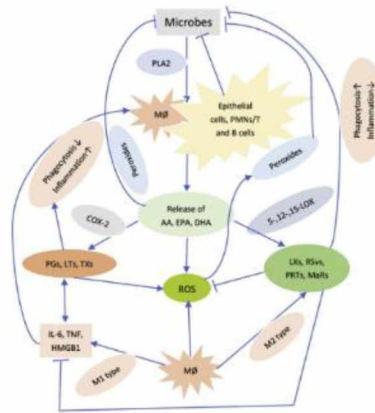 Microbes
PLA2
MØ
Epithelial
cells, PMNs/T
and B cells
Phagocytosis↑
Inflammation↓
Phagocytosis↓
Inflammation↑
Peroxides
Peroxides
COX-2
Release of
AA, EPA, DHA
5-,12-,15-LOX
PGs, LTs, TXs
ROS
LXs, RSvs,
PRTs, MaRs
IL-6, TNF,
HMGB1
M1 type
MØ
M2 type